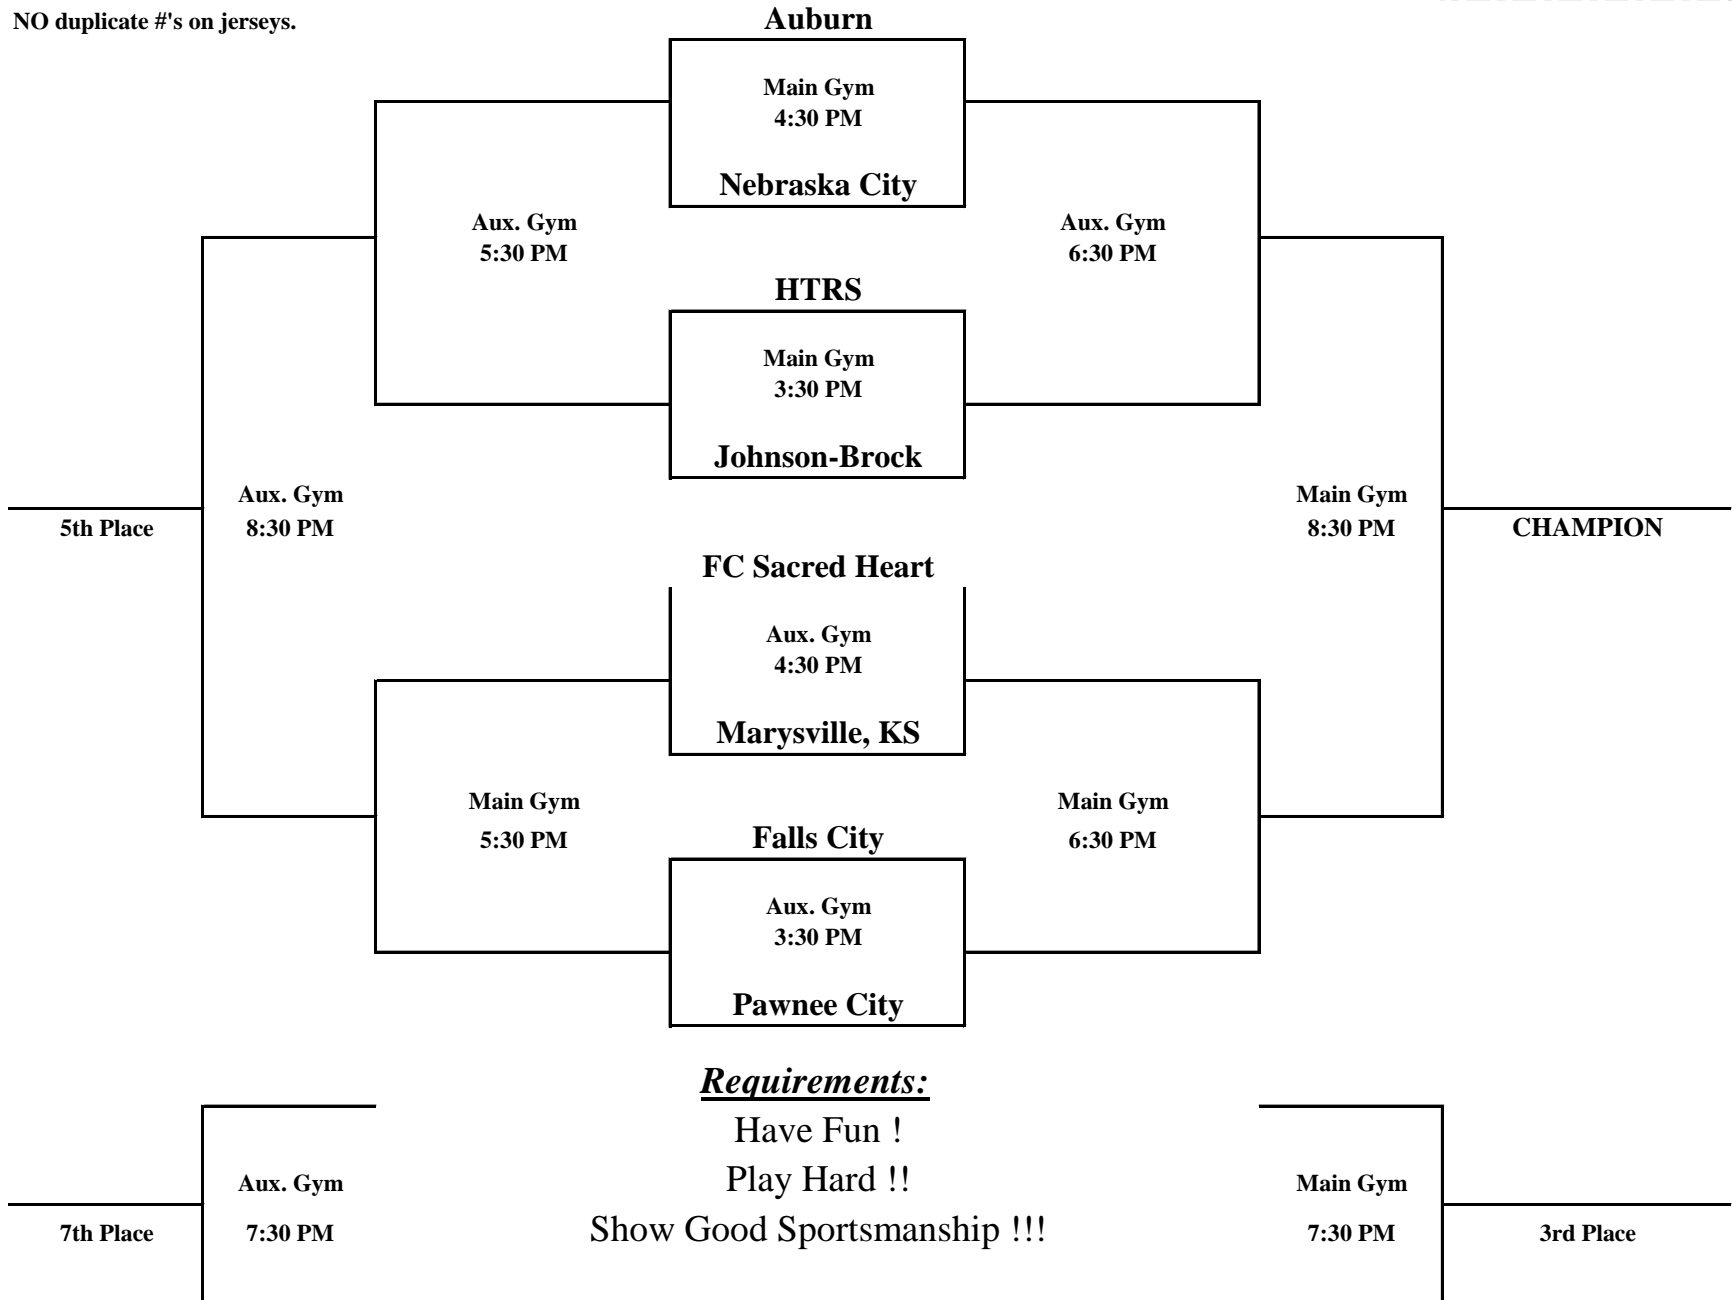 NO duplicate #'s on jerseys.
Auburn
Main Gym
4:30 PM
Nebraska City
Aux. Gym
5:30 PM
Aux. Gym
6:30 PM
HTRS
Main Gym
3:30 PM
Johnson-Brock
Aux. Gym
8:30 PM
5th Place
Main Gym
8:30 PM
CHAMPION
FC Sacred Heart
Aux. Gym
4:30 PM
Marysville, KS
Main Gym
5:30 PM
Main Gym
6:30 PM
Falls City
Aux. Gym
3:30 PM
Pawnee City
Requirements:
Have Fun !
Play Hard !!
Show Good Sportsmanship !!!
Aux. Gym
7:30 PM
7th Place
Main Gym
7:30 PM
3rd Place